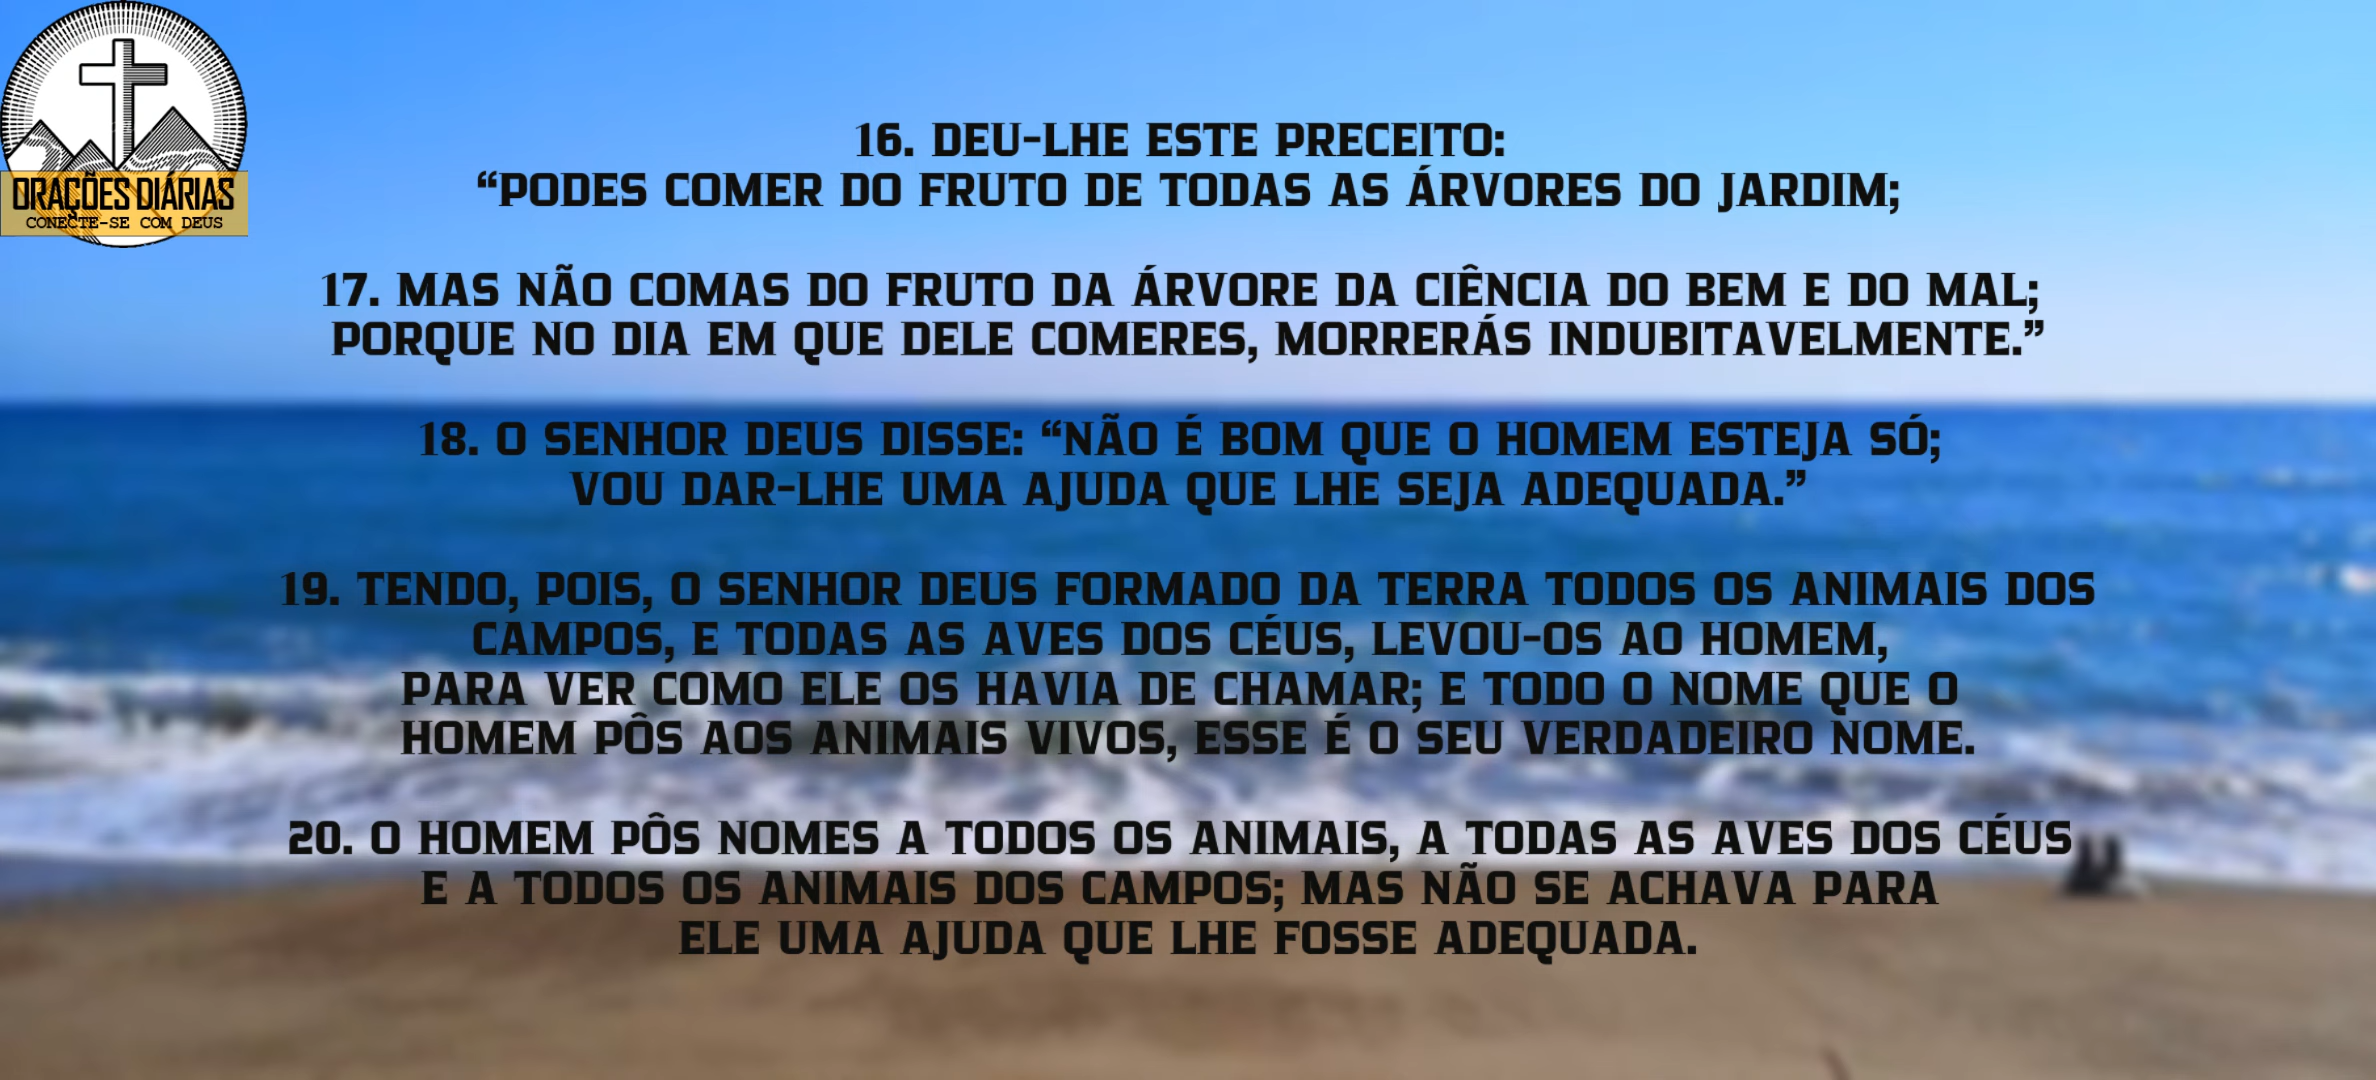 ORAÇÕES DIÁRIAS
CONECTE-SE COM DEUS
16. DEU-LHE ESTE PRECEITO:
“PODES COMER DO FRUTO DE TODAS AS ÁRVORES DO JARDIM;
17. MAS NÃO COMAS DO FRUTO DA ÁRVORE DA CIÊNCIA DO BEM E DO MAL;
PORQUE NO DIA EM QUE DELE COMERES, MORRERÁS INDUBITAVELMENTE.”
18. O SENHOR DEUS DISSE: “NÃO É BOM QUE O HOMEM ESTEJA SÓ;
VOU DAR-LHE UMA AJUDA QUE LHE SEJA ADEQUADA.”
19. TENDO, POIS, O SENHOR DEUS FORMADO DA TERRA TODOS OS ANIMAIS DOS
CAMPOS, E TODAS AS AVES DOS CÉUS, LEVOU-OS AO HOMEM,
PARA VER COMO ELE OS HAVIA DE CHAMAR; E TODO O NOME QUE O
HOMEM PÔS AOS ANIMAIS VIVOS, ESSE É O SEU VERDADEIRO NOME.
20. O HOMEM PÔS NOMES A TODOS OS ANIMAIS, A TODAS AS AVES DOS CÉUS
E A TODOS OS ANIMAIS DOS CAMPOS; MAS NÃO SE ACHAVA PARA
ELE UMA AJUDA QUE LHE FOSSE ADEQUADA.